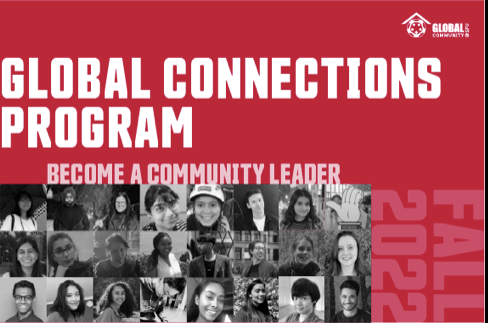 GLOBAL
COMMUNITY
GLOBAL CONNECTIONS
PROGRAM
BECOME A COMMUNITY LEADER
FALL
2022